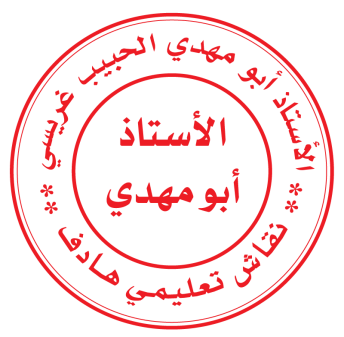 الأستاذ أبو مهدي الحبيب غريسي
الأستاذ
أبو مهدي
** نقاش تعليمي هادف **